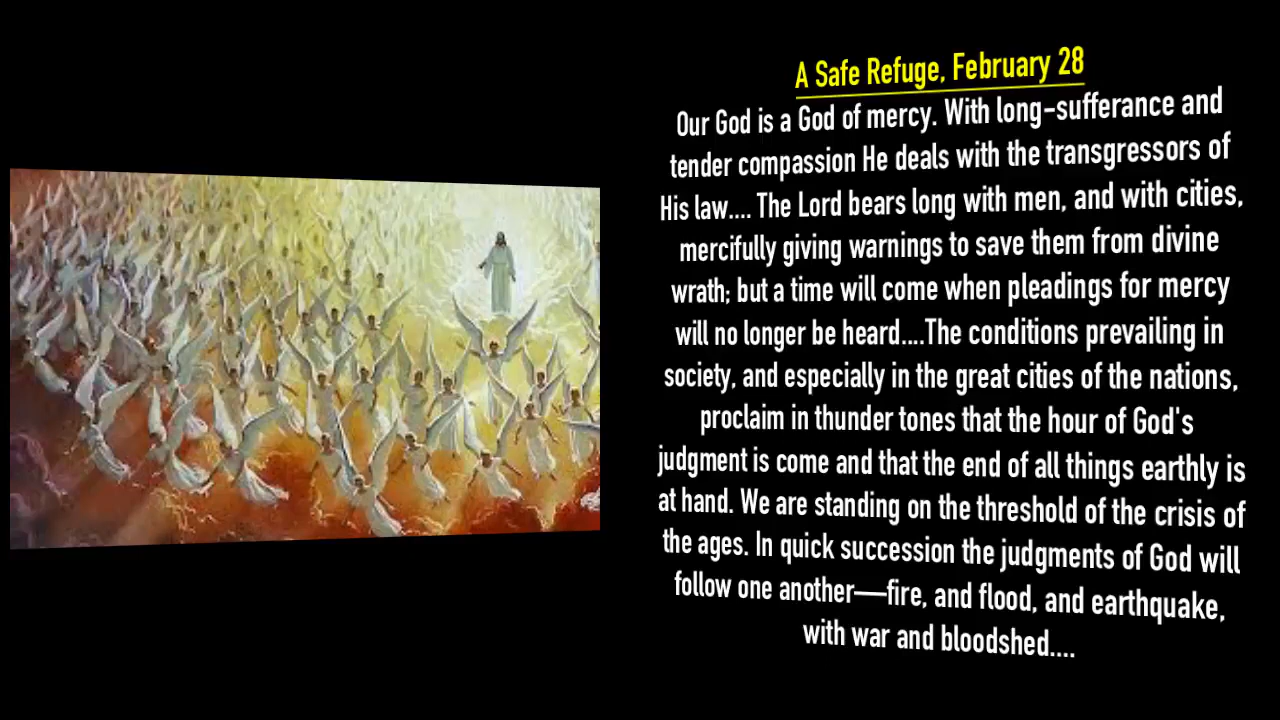 A Safe Refuge, February 28
Our God is a God of mercy. With long-sufferance and
tender compassion He deals with the transgressors of
His law.... The Lord bears long with men, and with cities,
mercifully giving warnings to save them from divine
wrath; but a time will come when pleadings for mercy
will no longer be heard....The conditions prevailing in
society, and especially in the great cities of the nations,
proclaim in thunder tones that the hour of God's
judgment is come and that the end of all things earthly is
at hand. We are standing on the threshold of the crisis of
the ages. In quick succession the judgments of God will
follow one another—fire, and flood, and earthquake,
with war and bloodshed....